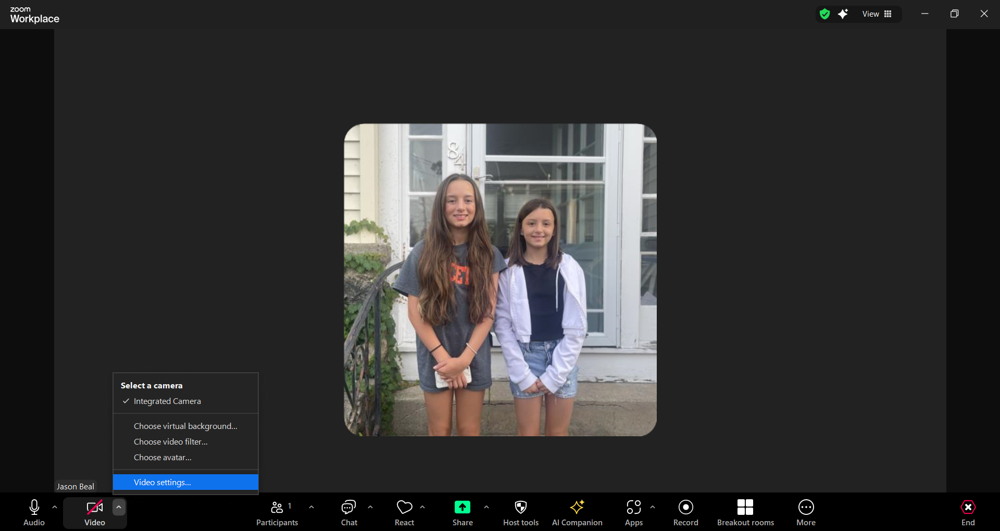 zoom
Workplace
View
84
CET
Select a camera
Integrated Camera
Choose virtual background...
Choose video filter...
Choose avatar...
Video settings...
Jason Beal
Audio
Video
Participants
1
Chat
React
Share
Host tools
AI Companion
Apps
Record
Breakout rooms
More
End